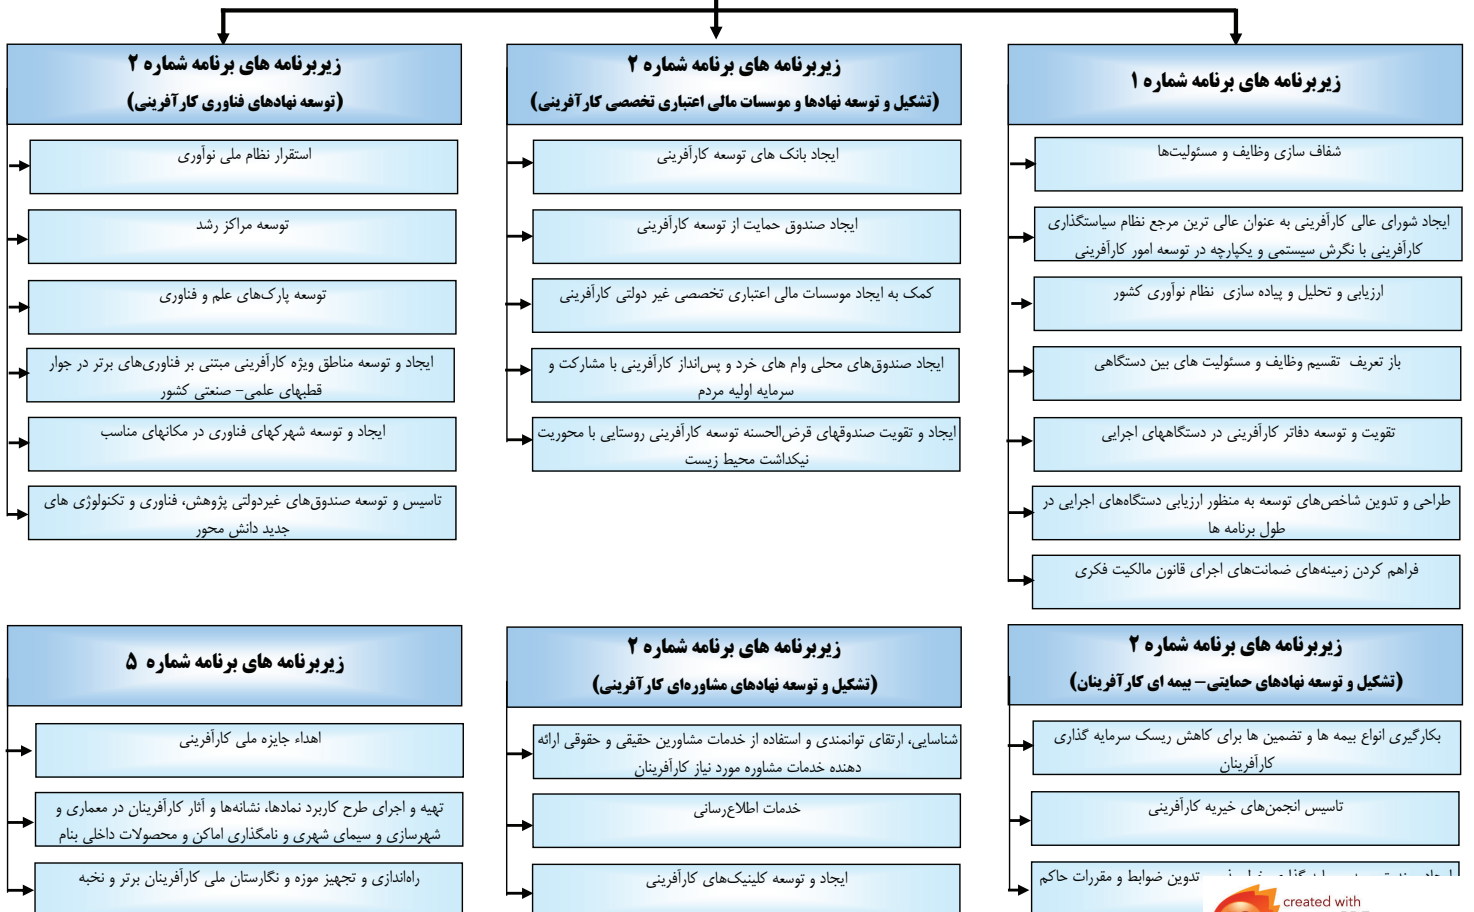 زیربرنامه های برنامه شماره ۱
شفاف سازی وظایف و مسئولیت‌ها
ایجاد شورای عالی کارآفرینی به عنوان عالی ترین مرجع نظام سیاستگذاری
کارآفرینی با نگرش سیستمی و یکپارچه در توسعه امور کارآفرینی
ارزیابی و تحلیل و پیاده سازی نظام نوآوری کشور
باز تعریف تقسیم وظایف و مسئولیت های بین دستگاهی
تقویت و توسعه دفاتر کارآفرینی در دستگاههای اجرایی
طراحی و تدوین شاخص‌های توسعه به منظور ارزیابی دستگاه‌های اجرایی در
طول برنامه ها
فراهم کردن زمینه‌های ضمانت‌های اجرای قانون مالکیت فکری
زیربرنامه های برنامه شماره ۲
(تشکیل و توسعه نهادها و موسسات مالی اعتباری تخصصی کارآفرینی)
ایجاد بانک های توسعه کارآفرینی
ایجاد صندوق حمایت از توسعه کارآفرینی
کمک به ایجاد موسسات مالی اعتباری تخصصی غیر دولتی کارآفرینی
ایجاد صندوق‌های محلی وام های خرد و پس‌انداز کارآفرینی با مشارکت و
سرمایه اولیه مردم
ایجاد و تقویت صندوقهای قرض‌الحسنه توسعه کارآفرینی روستایی با محوریت
نیکداشت محیط زیست
زیربرنامه های برنامه شماره ۲
(توسعه نهادهای فناوری کارآفرینی)
استقرار نظام ملی نوآوری
توسعه مراکز رشد
توسعه پارک‌های علم و فناوری
ایجاد و توسعه مناطق ویژه کارآفرینی مبتنی بر فناوری‌های برتر در جوار
قطبهای علمی- صنعتی کشور
ایجاد و توسعه شهرکهای فناوری در مکانهای مناسب
تاسیس و توسعه صندوق‌های غیردولتی پژوهش، فناوری و تکنولوژی های
جدید دانش محور
زیربرنامه های برنامه شماره ۲
(تشکیل و توسعه نهادهای حمایتی- بیمه ای کارآفرینان)
بکارگیری انواع بیمه ها و تضمین ها برای کاهش ریسک سرمایه گذاری
کارآفرینان
تاسیس انجمن‌های خیریه کارآفرینی
تدوین ضوابط و مقررات حاکم
زیربرنامه های برنامه شماره ۲
(تشکیل و توسعه نهادهای مشاوره‌ای کارآفرینی)
شناسایی، ارتقای توانمندی و استفاده از خدمات مشاورین حقیقی و حقوقی ارائه
دهنده خدمات مشاوره مورد نیاز کارآفرینان
خدمات اطلاع‌رسانی
ایجاد و توسعه کلینیک‌های کارآفرینی
زیربرنامه های برنامه شماره ۵
اهداء جایزه ملی کارآفرینی
تهیه و اجرای طرح کاربرد نمادها، نشانه‌ها و آثار کارآفرینان در معماری و
شهرسازی و سیمای شهری و نامگذاری اماکن و محصولات داخلی بنام
راه‌اندازی و تجهیز موزه و نگارستان ملی کارآفرینان برتر و نخبه
created with